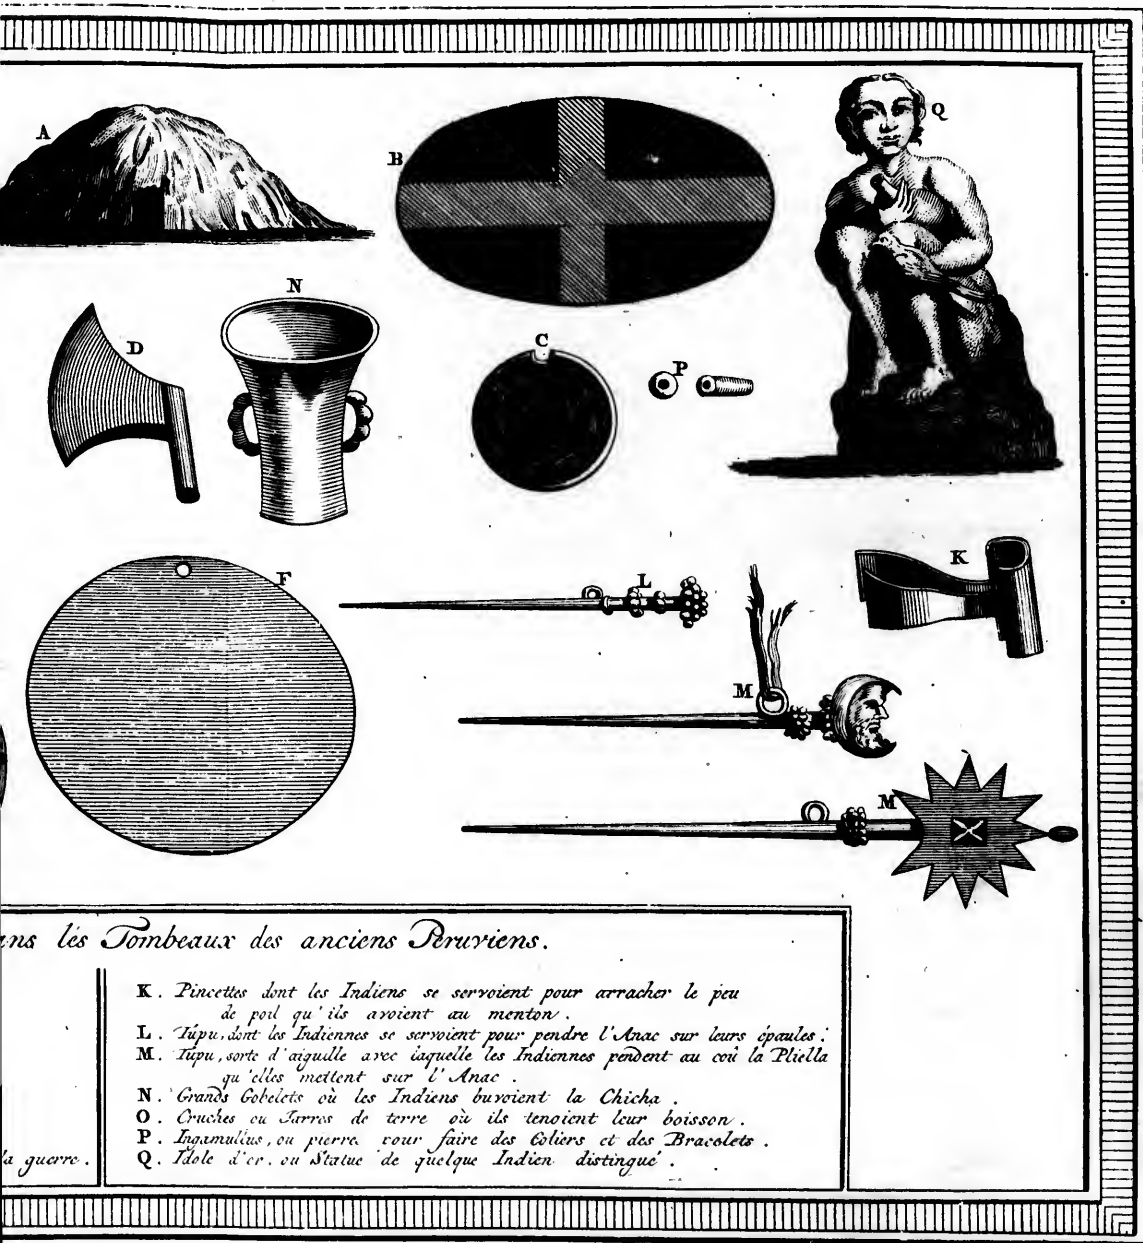 A
B
Q
N
D
C
P
F
L
K
M
M
ans les Tombeaux des anciens Peruviens.
K. Pincettes dont les Indiens se servoient pour arracher le peu
de poil qu'ils avoient au menton.
L. Túpu, dont les Indiennes se servoient pour pendre l'Anac sur leurs épaules.
M. Túpu, sorte d'aiguille avec laquelle les Indiennes pendent au coû la Pliella
qu'elles mettent sur l'Anac.
N. Grands Gobelets où les Indiens buvoient la Chicha.
O. Cruches ou Jarres de terre où ils tenoient leur boisson.
P. Ingamullus, ou pierre pour faire des Coliers et des Bracelets.
la guerre.
Q. Idole d'or, ou Statue de quelque Indien distingué.